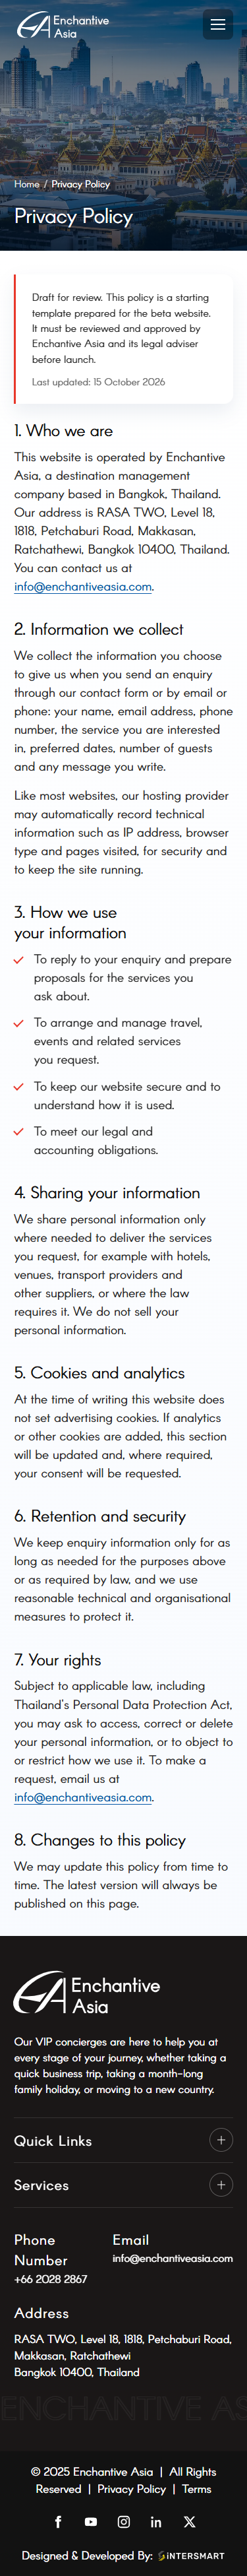 Enchantive
Asia
Home / Privacy Policy
Privacy Policy
Draft for review. This policy is a starting
template prepared for the beta website.
It must be reviewed and approved by
Enchantive Asia and its legal adviser
before launch.
Last updated: 15 October 2026
1. Who we are
This website is operated by Enchantive
Asia, a destination management
company based in Bangkok, Thailand.
Our address is RASA TWO, Level 18,
1818, Petchaburi Road, Makkasan,
Ratchathewi, Bangkok 10400, Thailand.
You can contact us at
info@enchantiveasia.com.
2. Information we collect
We collect the information you choose
to give us when you send an enquiry
through our contact form or by email or
phone: your name, email address, phone
number, the service you are interested
in, preferred dates, number of guests
and any message you write.
Like most websites, our hosting provider
may automatically record technical
information such as IP address, browser
type and pages visited, for security and
to keep the site running.
3. How we use
your information
To reply to your enquiry and prepare
proposals for the services you
ask about.
To arrange and manage travel,
events and related services
you request.
To keep our website secure and to
understand how it is used.
To meet our legal and
accounting obligations.
4. Sharing your information
We share personal information only
where needed to deliver the services
you request, for example with hotels,
venues, transport providers and
other suppliers, or where the law
requires it. We do not sell your
personal information.
5. Cookies and analytics
At the time of writing this website does
not set advertising cookies. If analytics
or other cookies are added, this section
will be updated and, where required,
your consent will be requested.
6. Retention and security
We keep enquiry information only for as
long as needed for the purposes above
or as required by law, and we use
reasonable technical and organisational
measures to protect it.
7. Your rights
Subject to applicable law, including
Thailand's Personal Data Protection Act,
you may ask to access, correct or delete
your personal information, or to object to
or restrict how we use it. To make a
request, email us at
info@enchantiveasia.com.
8. Changes to this policy
We may update this policy from time to
time. The latest version will always be
published on this page.
Enchantive
Asia
Our VIP concierges are here to help you at
every stage of your journey, whether taking a
quick business trip, taking a month-long
family holiday, or moving to a new country.
Quick Links
Services
Phone
Number
+66 2028 2867
Email
info@enchantiveasia.com
Address
RASA TWO, Level 18, 1818, Petchaburi Road,
Makkasan, Ratchathewi
Bangkok 10400, Thailand
ENCHANTIVE AS
© 2025 Enchantive Asia | All Rights
Reserved | Privacy Policy | Terms
Designed & Developed By: INTERSMART